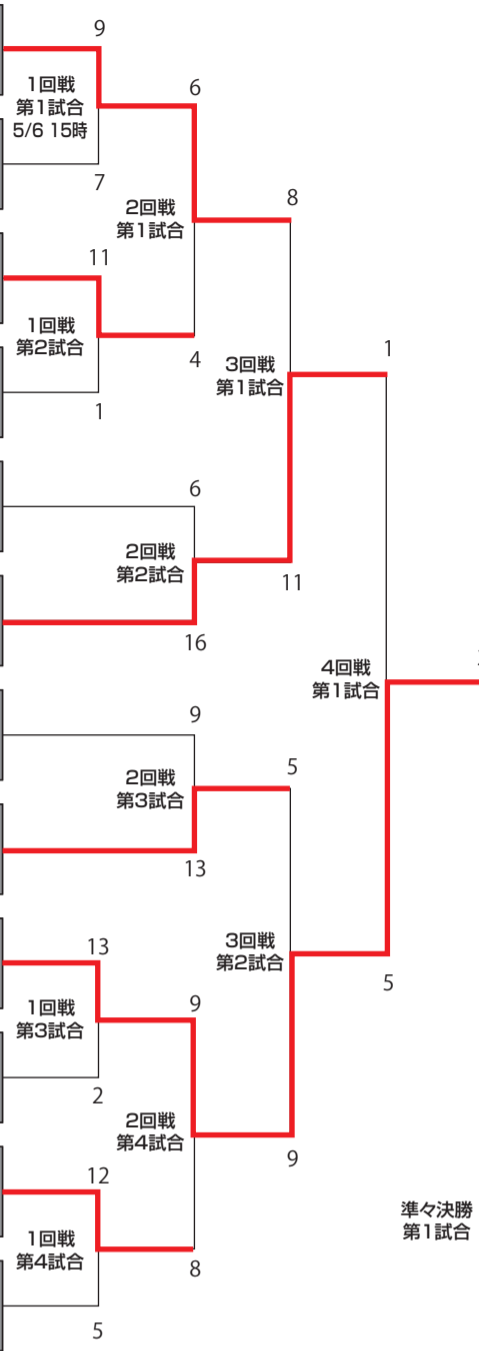 9
1回戦
第1試合
5/6 15時
7
6
2回戦
第1試合
8
11
1回戦
第2試合
1
4
3回戦
第1試合
1
6
2回戦
第2試合
16
11
4回戦
第1試合
9
2回戦
第3試合
13
5
3回戦
第2試合
5
13
1回戦
第3試合
2
9
2回戦
第4試合
9
12
1回戦
第4試合
5
8
準々決勝
第1試合